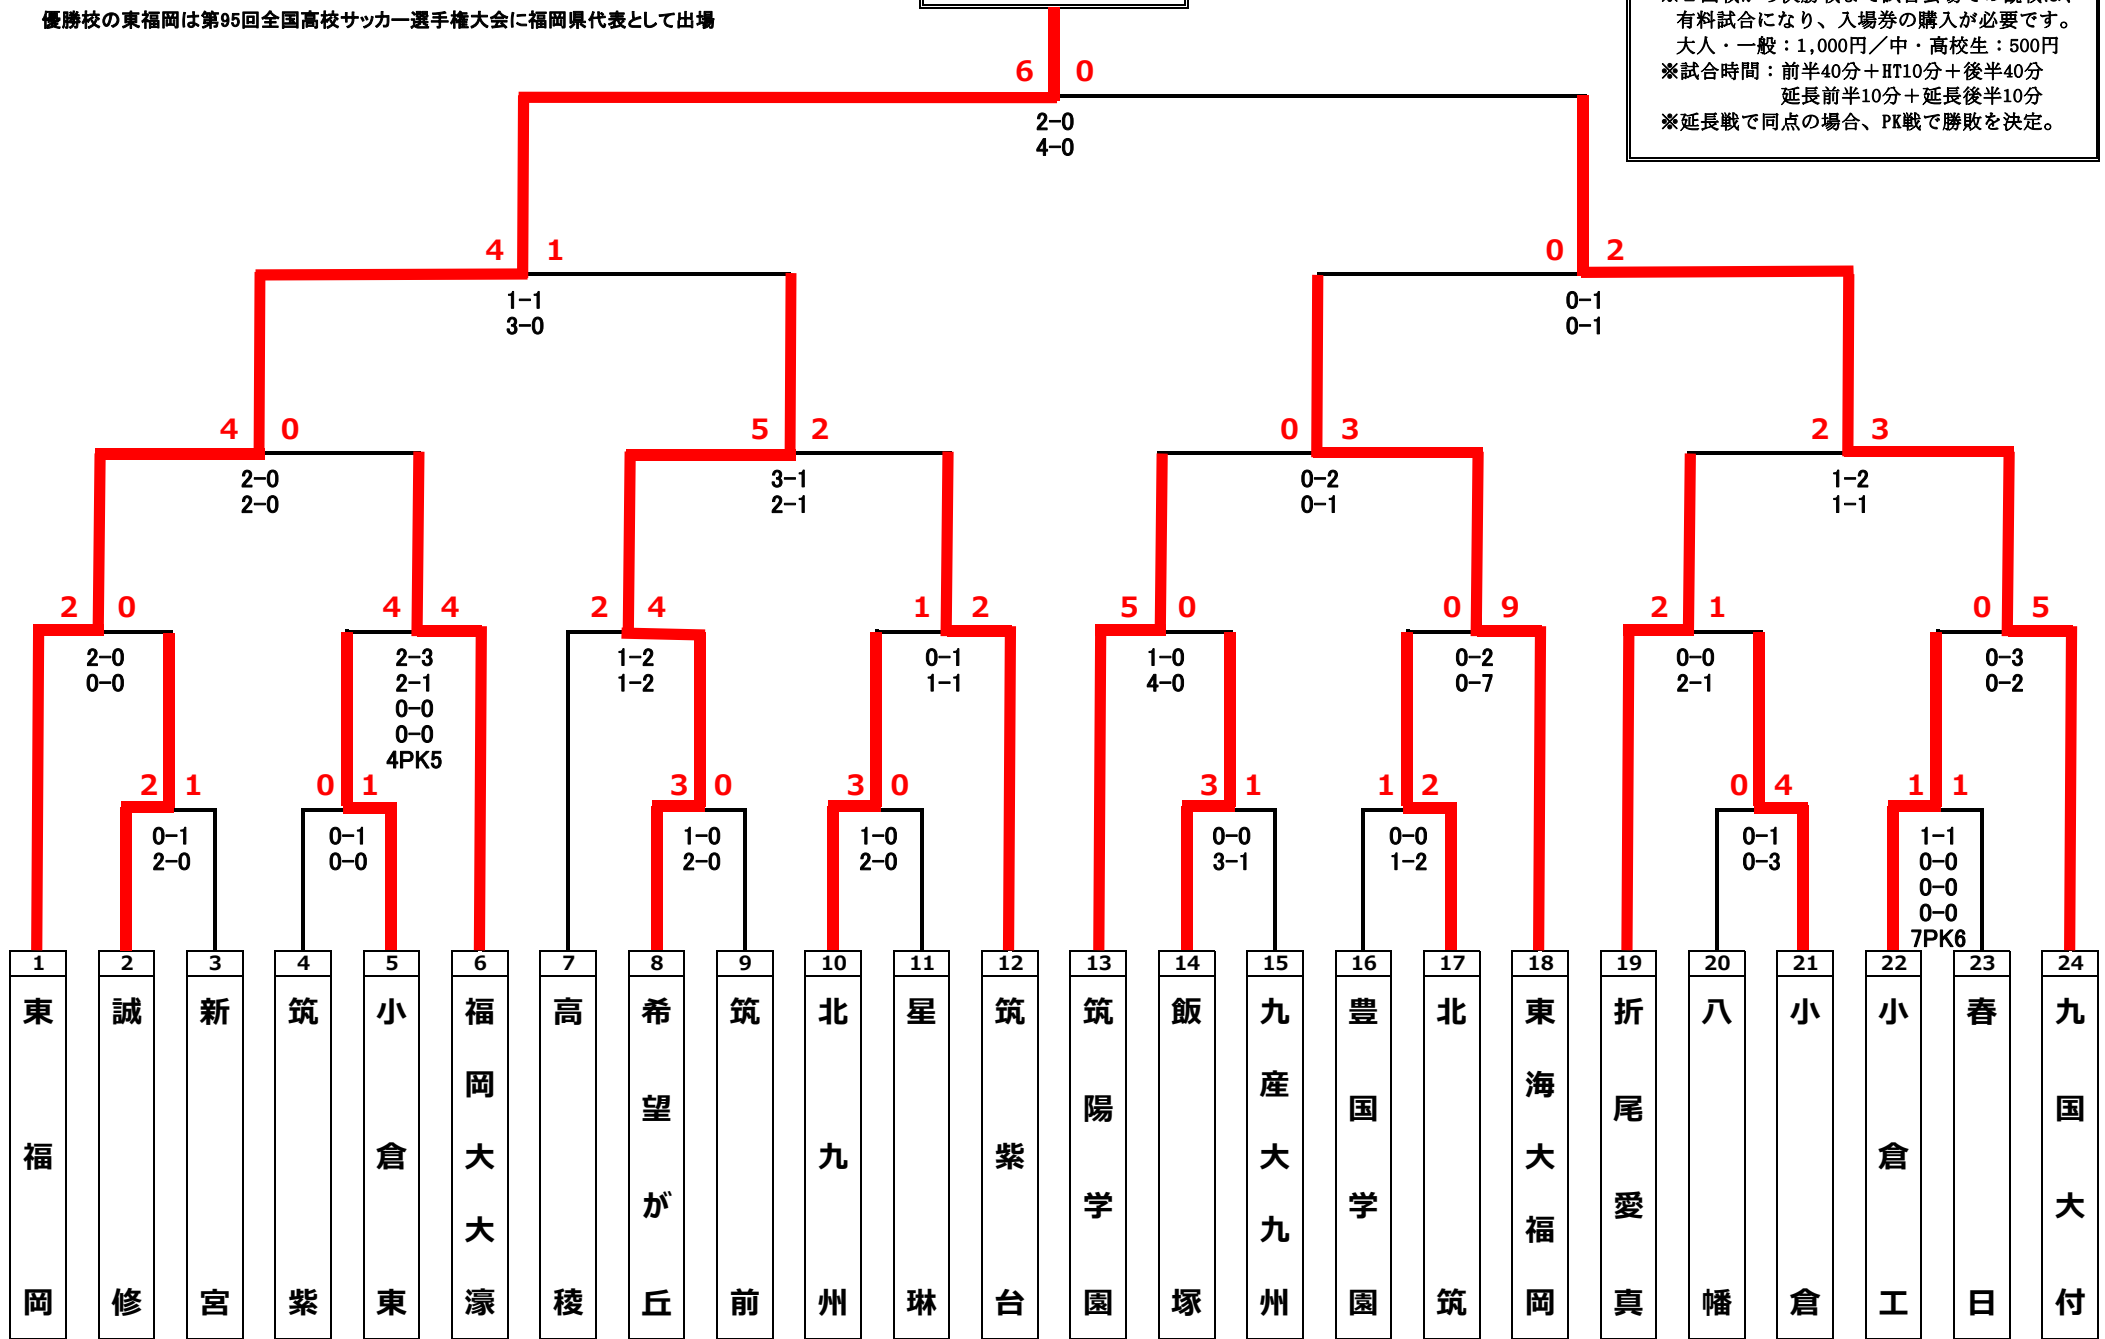 優勝校の東福岡は第95回全国高校サッカー選手権大会に福岡県代表として出場
有料試合になり、入場券の購入が必要です。
大人・一般：1,000円／中・高校生：500円
※試合時間：前半40分＋HT10分＋後半40分
延長前半10分＋延長後半10分
※延長戦で同点の場合、PK戦で勝敗を決定。
6 0
2-0
4-0
4 1
1-1
3-0
0 2
0-1
0-1
4 0
2-0
2-0
5 2
3-1
2-1
0 3
0-2
0-1
2 3
1-2
1-1
2 0
2-0
0-0
4 4
2-3
2-1
0-0
0-0
4PK5
2 4
1-2
1-2
1 2
0-1
1-1
5 0
1-0
4-0
0 9
0-2
0-7
2 1
0-0
2-1
0 5
0-3
0-2
2 1
0-1
2-0
0 1
0-1
0-0
3 0
1-0
2-0
3 0
1-0
2-0
3 1
0-0
3-1
1 2
0-0
1-2
0 4
0-1
0-3
1 1
1-1
0-0
0-0
0-0
7PK6
1 東福岡
2 誠修
3 新宮
4 筑紫
5 小倉東
6 福岡大大濠
7 高稜
8 希望が丘
9 筑前
10 北九州
11 星琳
12 筑紫台
13 筑陽学園
14 飯塚
15 九産大九州
16 豊国学園
17 北筑
18 東海大福岡
19 折尾愛真
20 八幡
21 小倉
22 小倉工
23 春日
24 九国大付